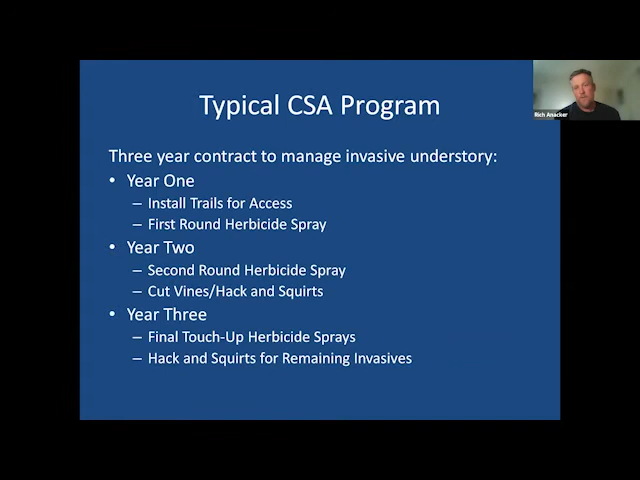 Typical CSA Program
Rich Anacker
Three year contract to manage invasive understory:
• Year One
– Install Trails for Access
– First Round Herbicide Spray
• Year Two
– Second Round Herbicide Spray
– Cut Vines/Hack and Squirts
• Year Three
– Final Touch-Up Herbicide Sprays
– Hack and Squirts for Remaining Invasives